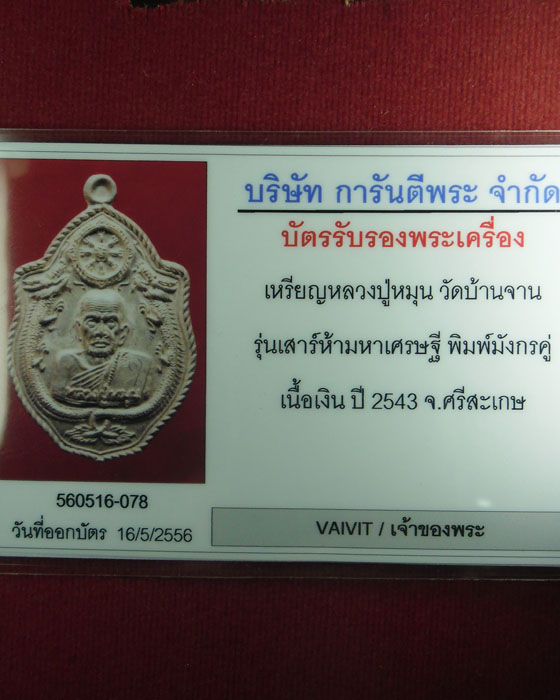 บริษัท การันตีพระ จำกัด
บัตรรับรองพระเครื่อง
เหรียญหลวงปู่หมุน วัดบ้านจาน
รุ่นเสาร์ห้ามหาเศรษฐี พิมพ์มังกรคู่
เนื้อเงิน ปี 2543 จ.ศรีสะเกษ
560516-078
วันที่ออกบัตร 16/5/2556
VAIVIT / เจ้าของพระ